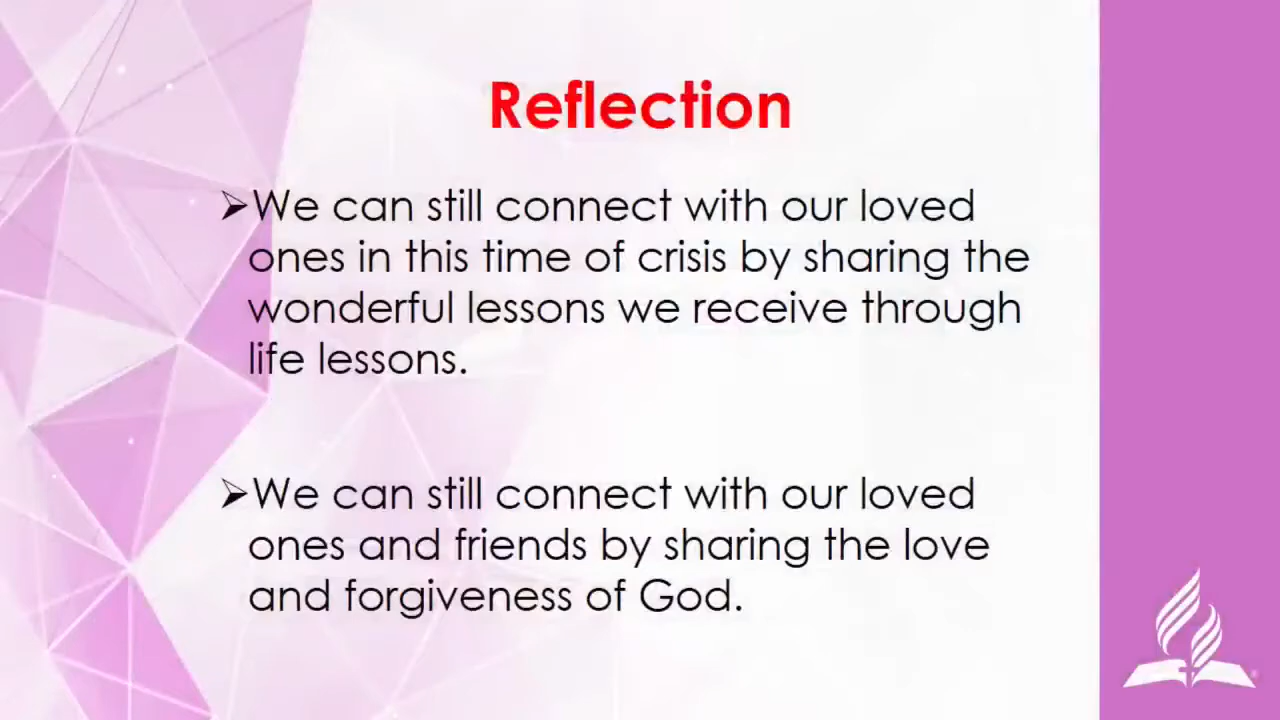 Reflection
➢We can still connect with our loved
ones in this time of crisis by sharing the
wonderful lessons we receive through
life lessons.
➢We can still connect with our loved
ones and friends by sharing the love
and forgiveness of God.